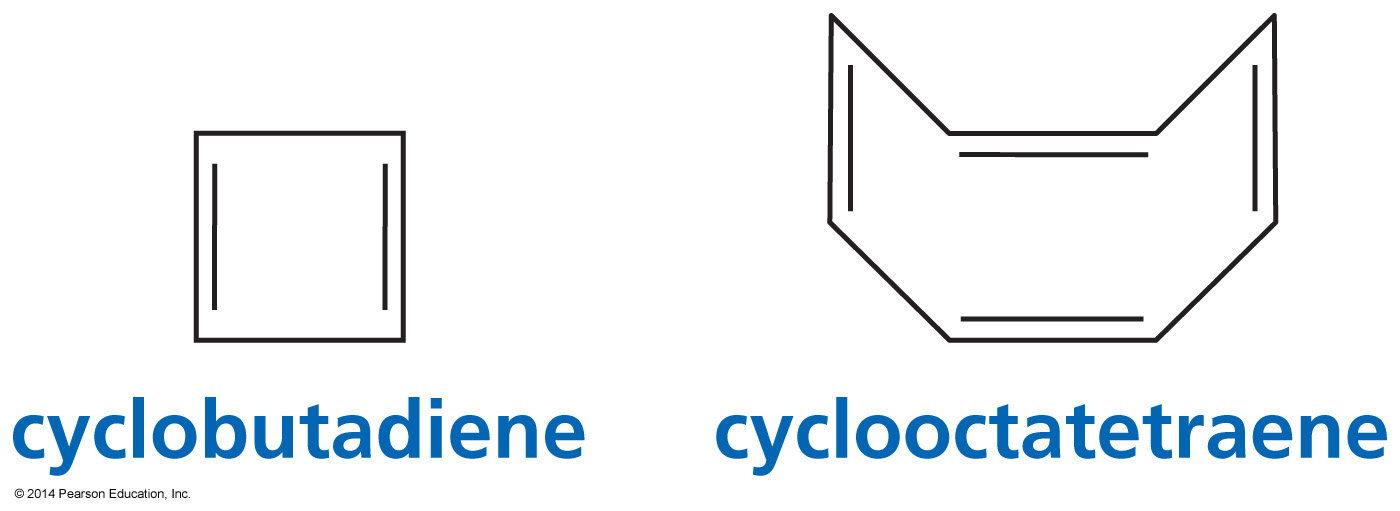 cyclobutadiene
cyclooctatetraene
© 2014 Pearson Education, Inc.